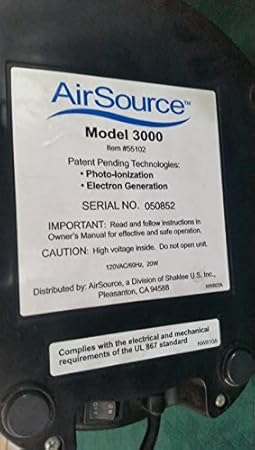 AirSource™
Model 3000
Item #55102
Patent Pending Technologies:
• Photo-Ionization
• Electron Generation
SERIAL NO. 050852
IMPORTANT: Read and follow instructions in
Owner's Manual for effective and safe operation.
CAUTION: High voltage inside. Do not open unit.
120VAC/60Hz, 20W
Distributed by: AirSource, a Division of Shaklee U.S. Inc.,
Pleasanton, CA 94588
Complies with the electrical and mechanical
requirements of the UL 867 standard
ON
OFF